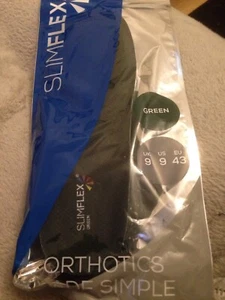 SLIMFLEX
GREEN
UK US EU
9 9 43
SLIMFLEX
ORTHOTICS
DE SIMPLE